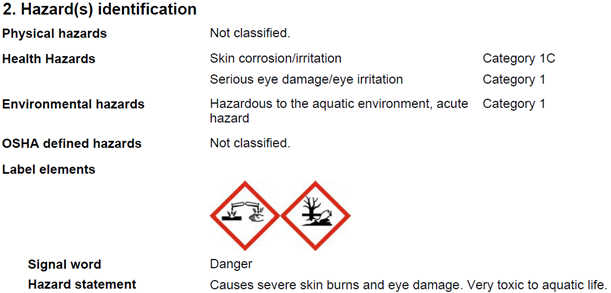 2. Hazard(s) identification
Physical hazards Not classified.
Health Hazards Skin corrosion/irritation Category 1C
Serious eye damage/eye irritation Category 1
Environmental hazards Hazardous to the aquatic environment, acute Category 1
hazard
OSHA defined hazards Not classified.
Label elements
Signal word Danger
Hazard statement Causes severe skin burns and eye damage. Very toxic to aquatic life.